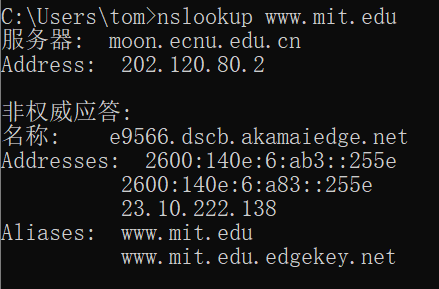 C:\Users\tom>nslookup www.mit.edu
服务器:  moon.ecnu.edu.cn
Address:  202.120.80.2
非权威应答:
名称:    e9566.dscb.akamaiedge.net
Addresses:  2600:140e:6:ab3::255e
2600:140e:6:a83::255e
23.10.222.138
Aliases:  www.mit.edu
www.mit.edu.edgekey.net